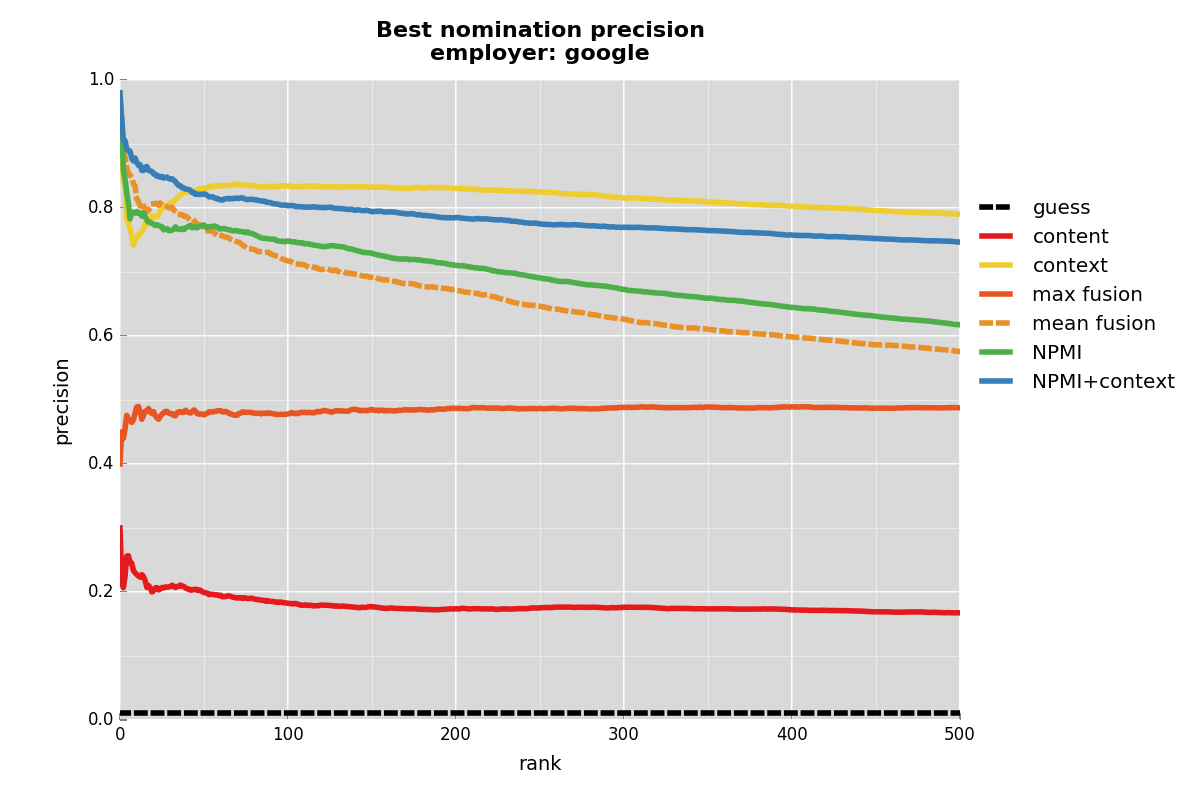 Best nomination precision
employer: google
precision
1.0
0.8
0.6
0.4
0.2
0.0
0 100 200 300 400 500
rank
guess
content
context
max fusion
mean fusion
NPMI
NPMI+context